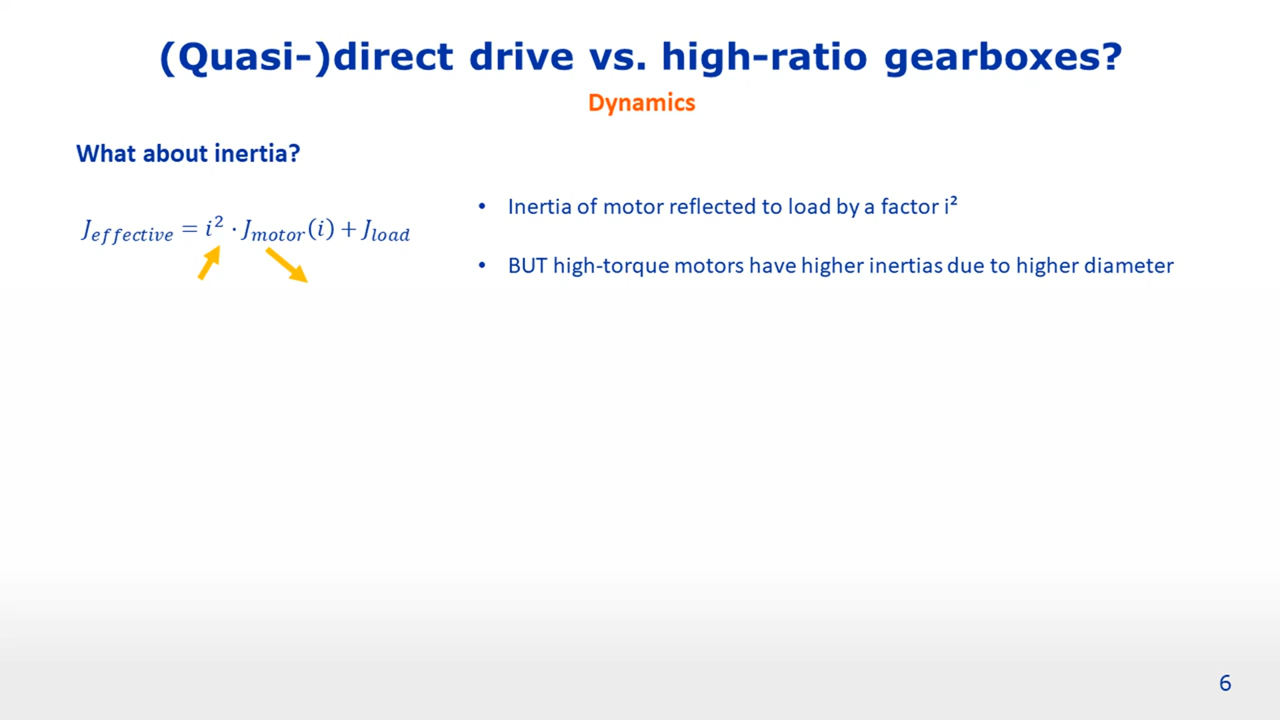 (Quasi-)direct drive vs. high-ratio gearboxes?
Dynamics
What about inertia?
J_effective = i² · J_motor(i) + J_load
• Inertia of motor reflected to load by a factor i²
• BUT high-torque motors have higher inertias due to higher diameter
6